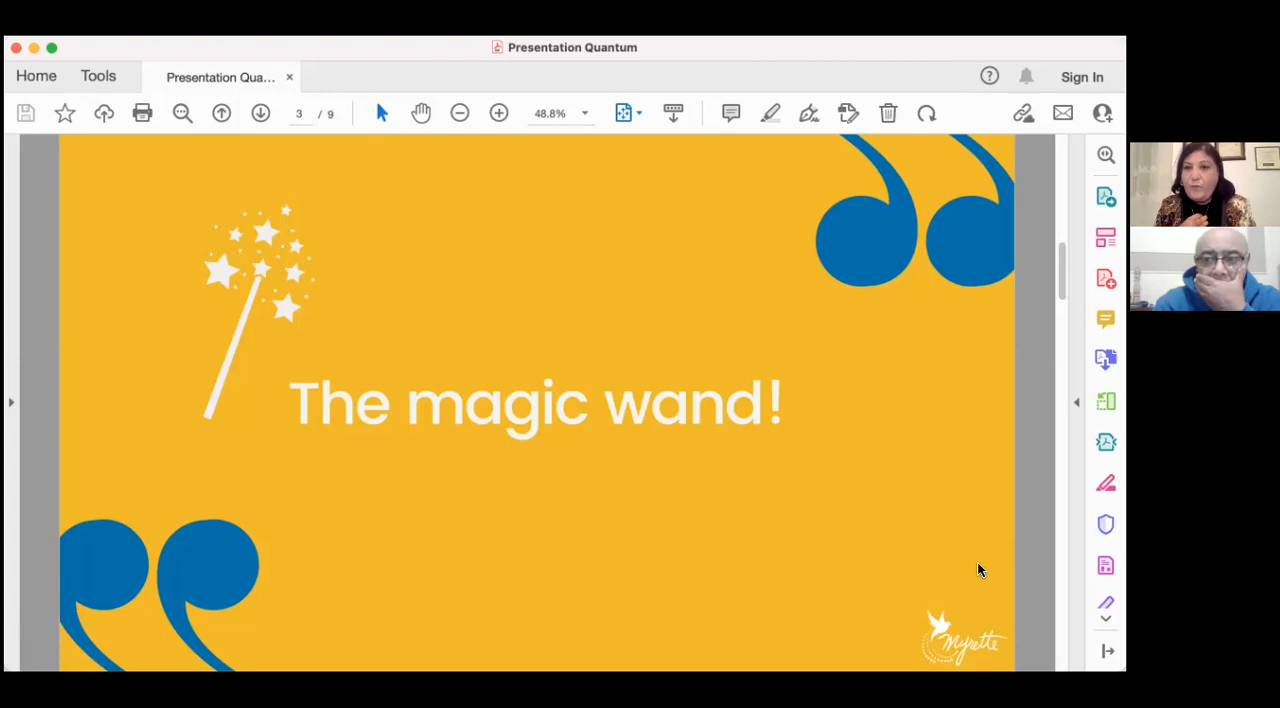 Presentation Quantum
Home Tools Presentation Qua... × Sign In
3 / 9 48.8%
The magic wand!
Myrette